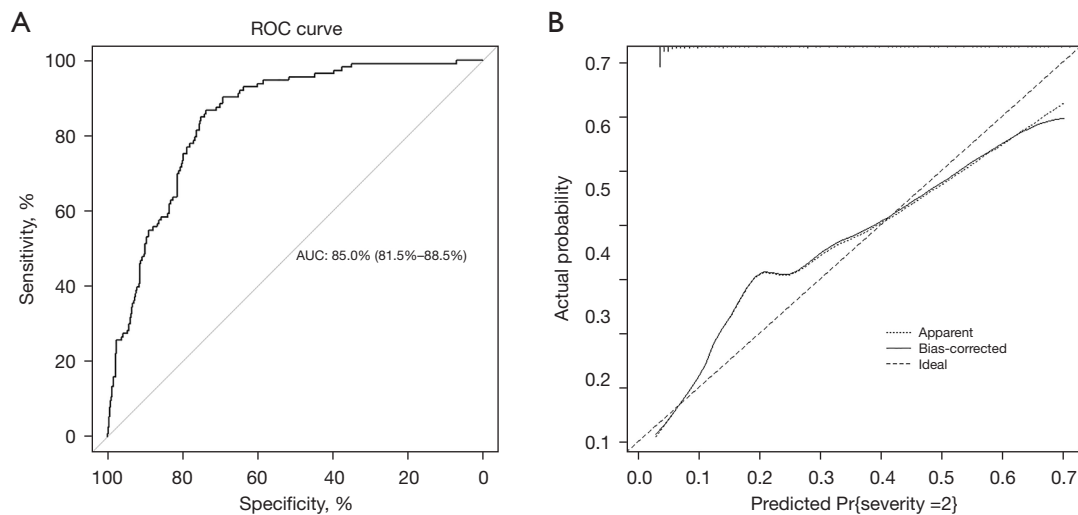 A
ROC curve
100
80
60
40
20
0
Sensitivity, %
AUC: 85.0% (81.5%–88.5%)
100 80 60 40 20 0
Specificity, %
B
0.7
0.6
0.5
0.4
0.3
0.2
0.1
Actual probability
Apparent
Bias-corrected
Ideal
0.0 0.1 0.2 0.3 0.4 0.5 0.6 0.7
Predicted Pr{severity =2}